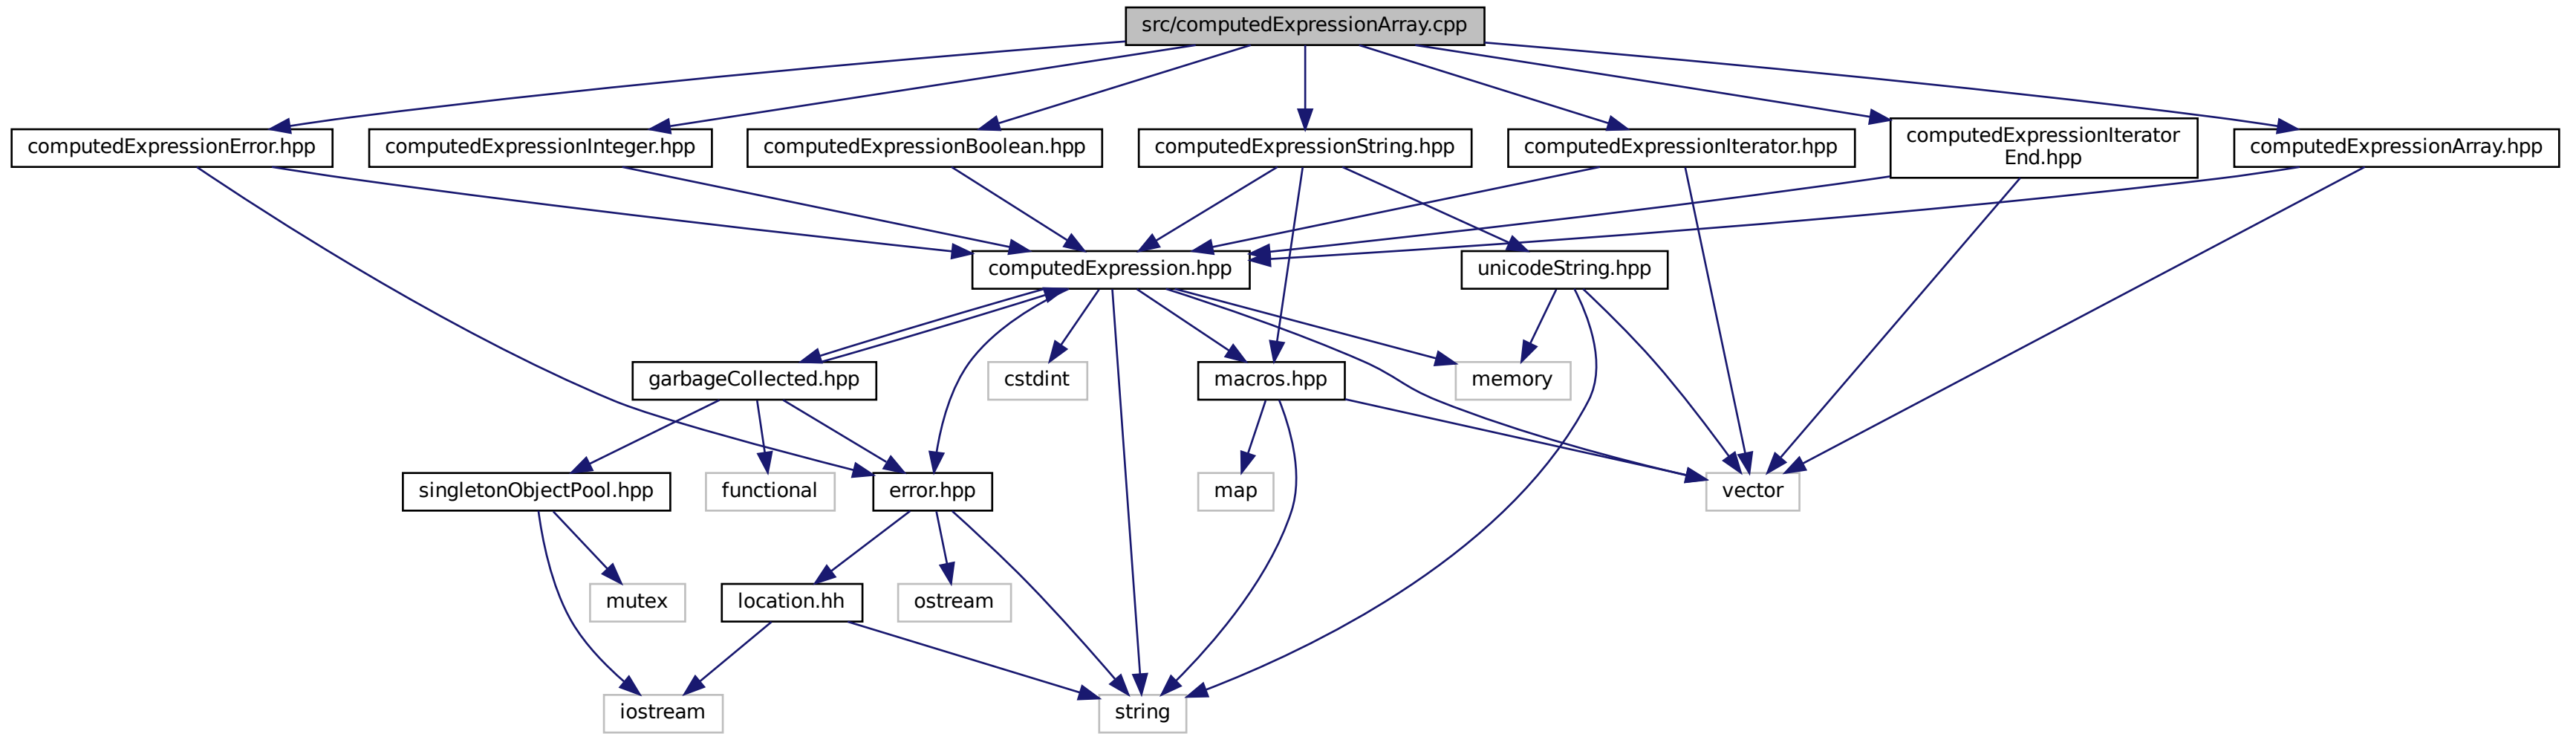 src/computedExpressionArray.cpp
computedExpressionError.hpp
computedExpressionInteger.hpp
computedExpressionBoolean.hpp
computedExpressionString.hpp
computedExpressionIterator.hpp
computedExpressionIterator
End.hpp
computedExpressionArray.hpp
computedExpression.hpp
unicodeString.hpp
garbageCollected.hpp
cstdint
macros.hpp
memory
singletonObjectPool.hpp
functional
error.hpp
map
vector
mutex
location.hh
ostream
iostream
string